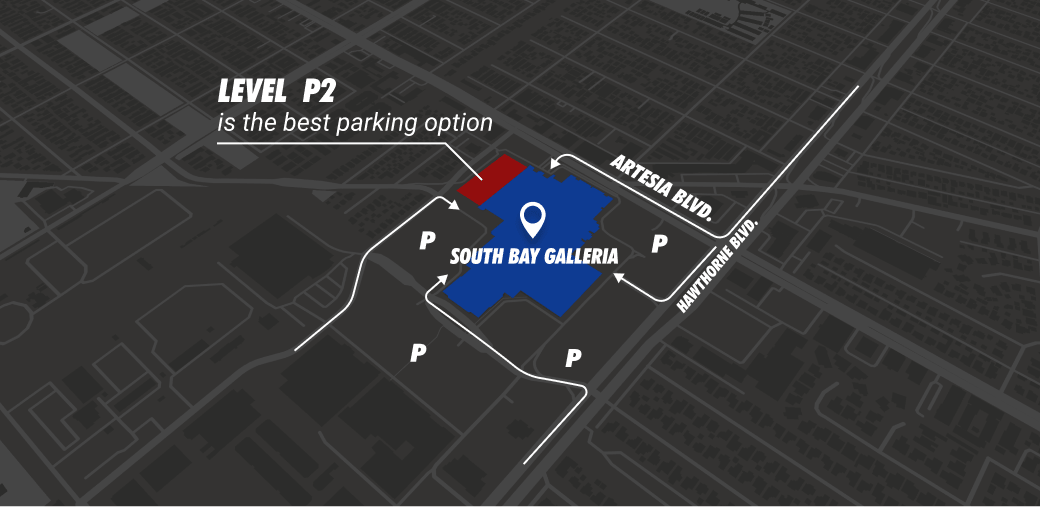 LEVEL P2
is the best parking option
ARTESIA BLVD.
HAWTHORNE BLVD.
P
P
SOUTH BAY GALLERIA
P
P